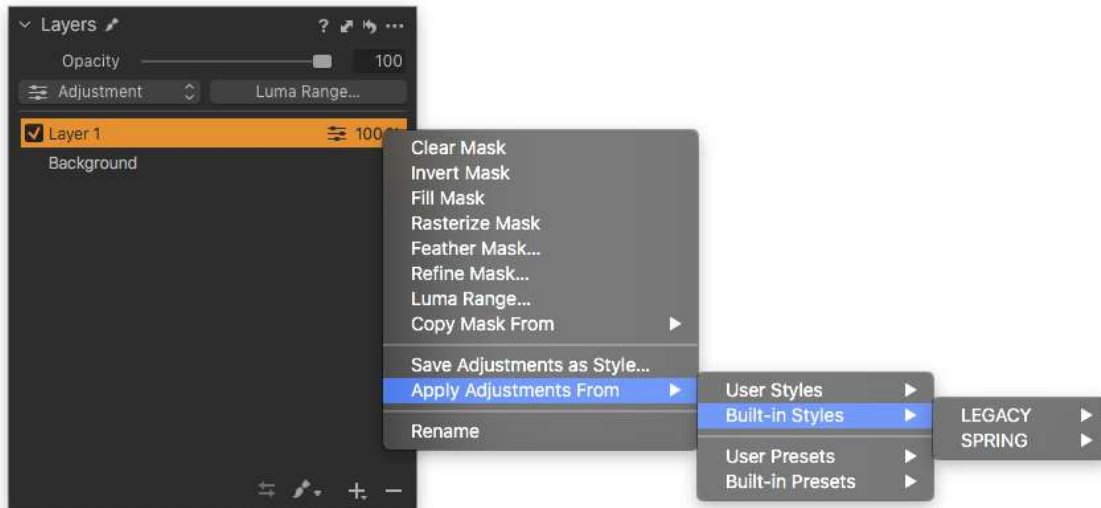 Layers
?
Opacity 100
Adjustment Luma Range...
Layer 1
Background
Clear Mask
Invert Mask
Fill Mask
Rasterize Mask
Feather Mask...
Refine Mask...
Luma Range...
Copy Mask From
Save Adjustments as Style...
Apply Adjustments From
Rename
User Styles
Built-in Styles
User Presets
Built-in Presets
LEGACY
SPRING